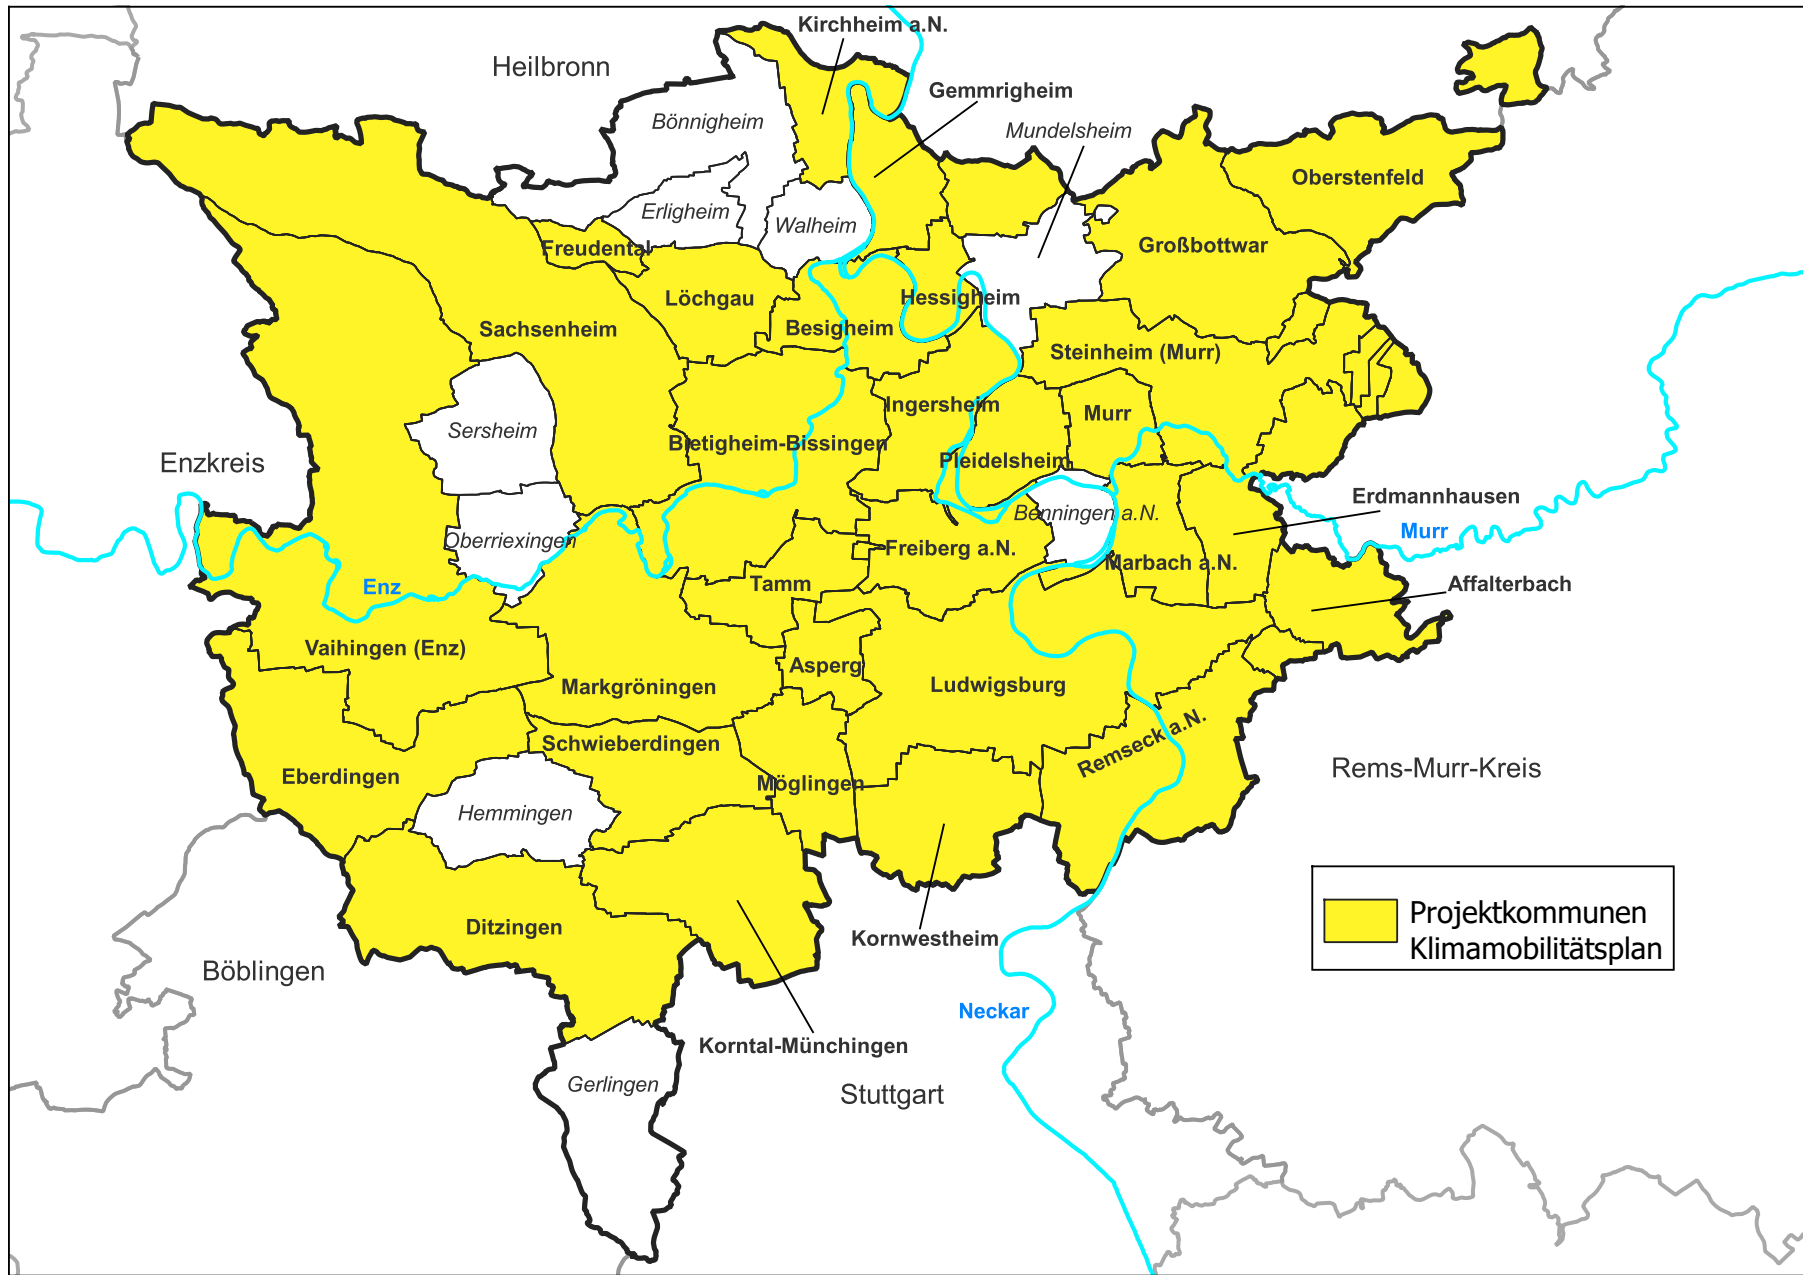 Kirchheim a.N.
Heilbronn
Gemmrigheim
Bönnigheim
Mundelsheim
Oberstenfeld
Erligheim
Walheim
Freudental
Großbottwar
Löchgau
Hessigheim
Sachsenheim
Besigheim
Steinheim (Murr)
Ingersheim
Murr
Sersheim
Bietigheim-Bissingen
Enzkreis
Pleidelsheim
Erdmannhausen
Benningen a.N.
Murr
Oberriexingen
Freiberg a.N.
Marbach a.N.
Enz
Tamm
Affalterbach
Vaihingen (Enz)
Asperg
Markgröningen
Ludwigsburg
Schwieberdingen
Remseck a.N.
Eberdingen
Möglingen
Rems-Murr-Kreis
Hemmingen
Projektkommunen
Klimamobilitätsplan
Ditzingen
Kornwestheim
Böblingen
Neckar
Korntal-Münchingen
Gerlingen
Stuttgart